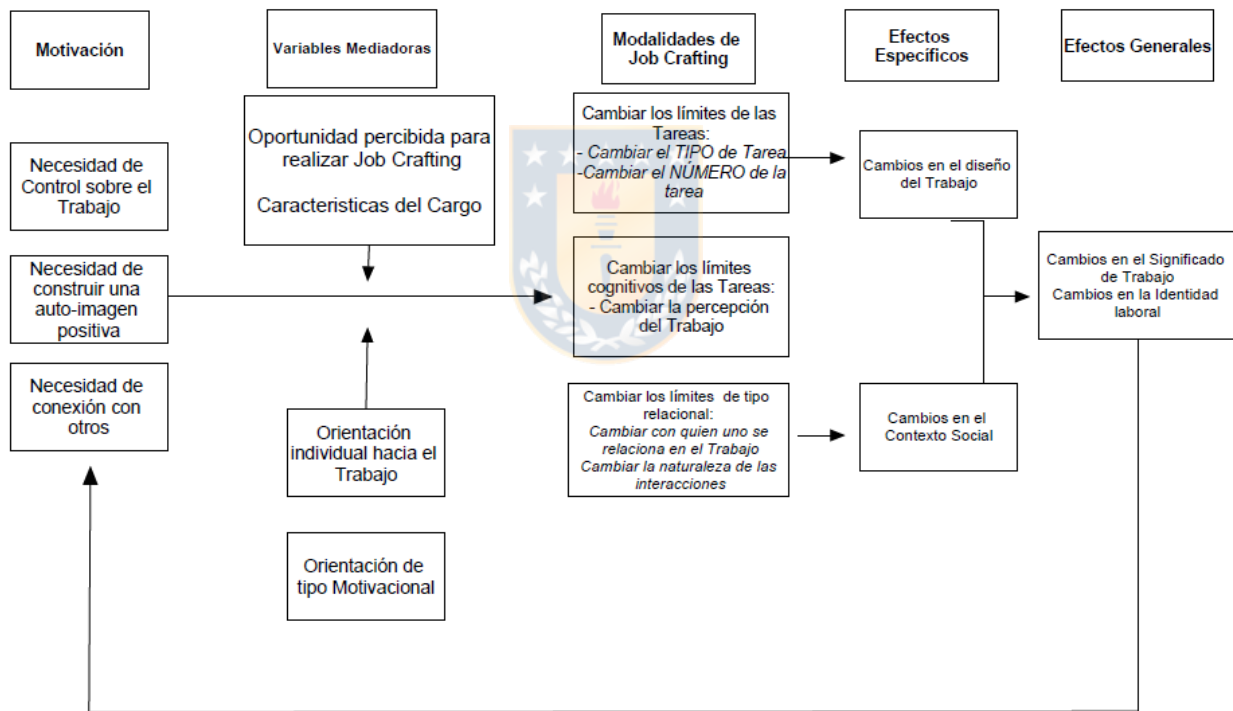 Motivación
Variables Mediadoras
Modalidades de
Job Crafting
Efectos
Específicos
Efectos Generales
Necesidad de
Control sobre el
Trabajo
Necesidad de
construir una
auto-imagen
positiva
Necesidad de
conexión con
otros
Oportunidad percibida para
realizar Job Crafting
Caracteristicas del Cargo
Orientación
individual hacia el
Trabajo
Orientación de
tipo Motivacional
Cambiar los límites de las
Tareas:
- Cambiar el TIPO de Tarea
-Cambiar el NÚMERO de la
tarea
Cambiar los límites
cognitivos de las Tareas:
- Cambiar la percepción
del Trabajo
Cambiar los límites de tipo
relacional:
Cambiar con quien uno se
relaciona en el Trabajo
Cambiar la naturaleza de las
interacciones
Cambios en el diseño
del Trabajo
Cambios en el
Contexto Social
Cambios en el Significado
de Trabajo
Cambios en la Identidad
laboral